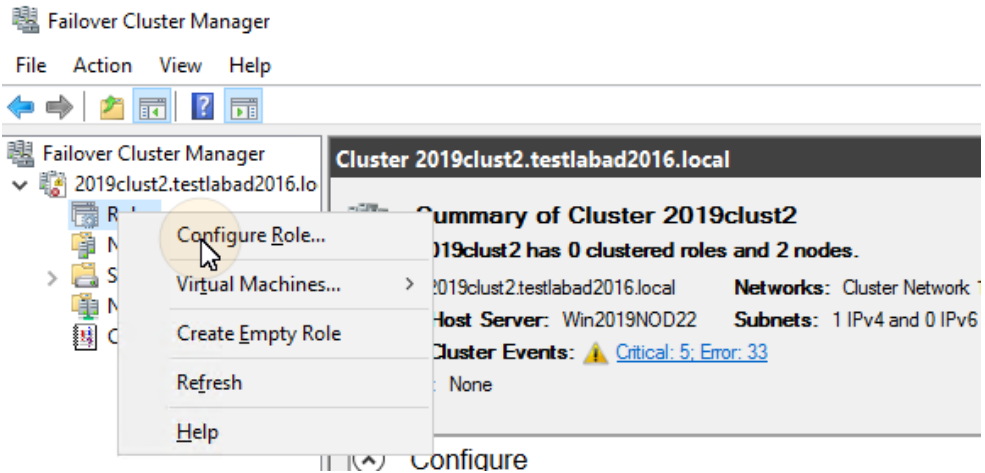 Failover Cluster Manager
File Action View Help
Failover Cluster Manager
2019clust2.testlabad2016.lo
Configure Role...
Virtual Machines...
Create Empty Role
Refresh
Help
Cluster 2019clust2.testlabad2016.local
Summary of Cluster 2019clust2
2019clust2 has 0 clustered roles and 2 nodes.
2019clust2.testlabad2016.local Networks: Cluster Network 1
Host Server: Win2019NOD22 Subnets: 1 IPv4 and 0 IPv6
Cluster Events: Critical: 5; Error: 33
: None
Configure